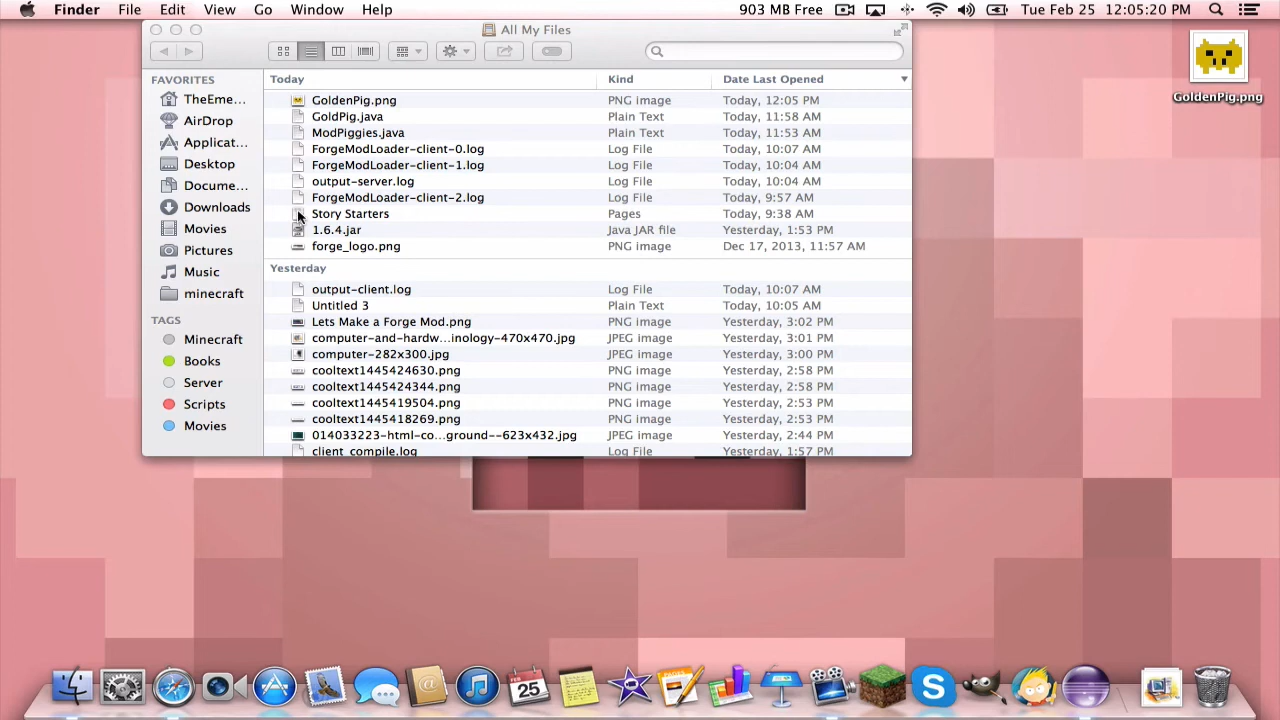 Finder File Edit View Go Window Help 903 MB Free Tue Feb 25 12:05:20 PM
All My Files
FAVORITES
TheEme...
AirDrop
Applicat...
Desktop
Docume...
Downloads
Movies
Pictures
Music
minecraft
TAGS
Minecraft
Books
Server
Scripts
Movies
Today Kind Date Last Opened
GoldenPig.png PNG image Today, 12:05 PM
GoldPig.java Plain Text Today, 11:58 AM
ModPiggies.java Plain Text Today, 11:53 AM
ForgeModLoader-client-0.log Log File Today, 10:07 AM
ForgeModLoader-client-1.log Log File Today, 10:04 AM
output-server.log Log File Today, 10:04 AM
ForgeModLoader-client-2.log Log File Today, 9:57 AM
Story Starters Pages Today, 9:38 AM
1.6.4.jar Java JAR file Yesterday, 1:53 PM
forge_logo.png PNG image Dec 17, 2013, 11:57 AM
Yesterday
output-client.log Log File Today, 10:07 AM
Untitled 3 Plain Text Today, 10:05 AM
Lets Make a Forge Mod.png PNG image Yesterday, 3:02 PM
computer-and-hardw...inology-470x470.jpg JPEG image Yesterday, 3:01 PM
computer-282x300.jpg JPEG image Yesterday, 3:00 PM
cooltext1445424630.png PNG image Yesterday, 2:58 PM
cooltext1445424344.png PNG image Yesterday, 2:58 PM
cooltext1445419504.png PNG image Yesterday, 2:53 PM
cooltext1445418269.png PNG image Yesterday, 2:53 PM
014033223-html-co...ground--623x432.jpg JPEG image Yesterday, 2:44 PM
client_compile.log Log File Yesterday, 1:57 PM
GoldenPig.png
FEB
25